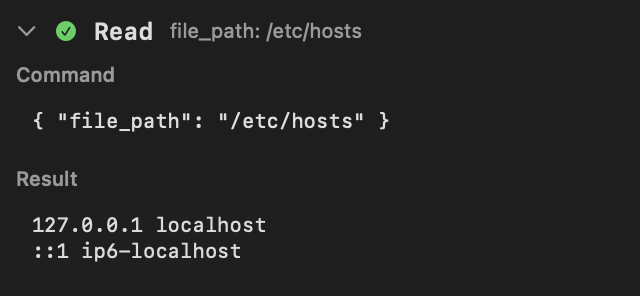 Read file_path: /etc/hosts
Command
{ "file_path": "/etc/hosts" }
Result
127.0.0.1 localhost
::1 ip6-localhost